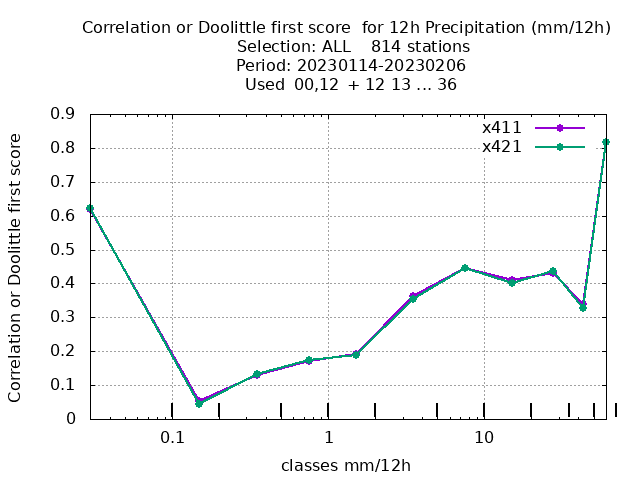 Correlation or Doolittle first score  for 12h Precipitation (mm/12h)
Selection: ALL    814 stations
Period: 20230114-20230206
Used  00,12  + 12 13 ... 36
x411
x421
Correlation or Doolittle first score
0.9
0.8
0.7
0.6
0.5
0.4
0.3
0.2
0.1
0
0.1 1 10
classes mm/12h